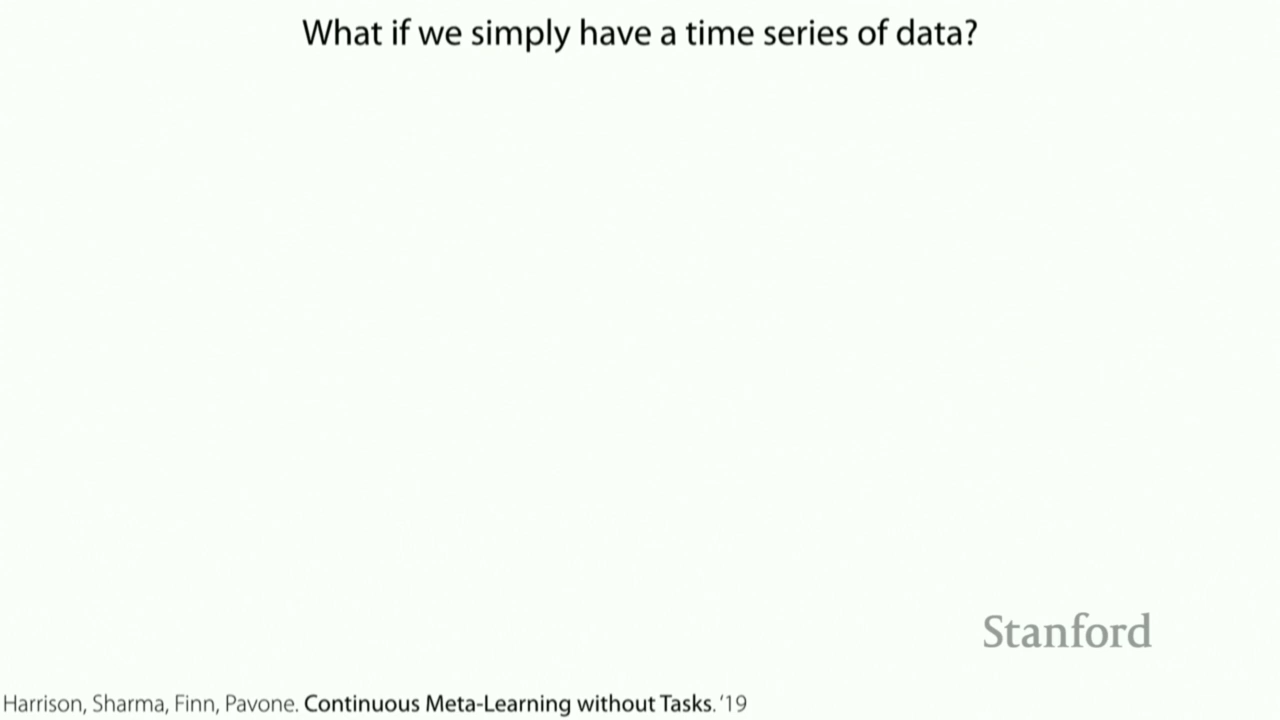 What if we simply have a time series of data?
Stanford
Harrison, Sharma, Finn, Pavone. Continuous Meta-Learning without Tasks. ‘19